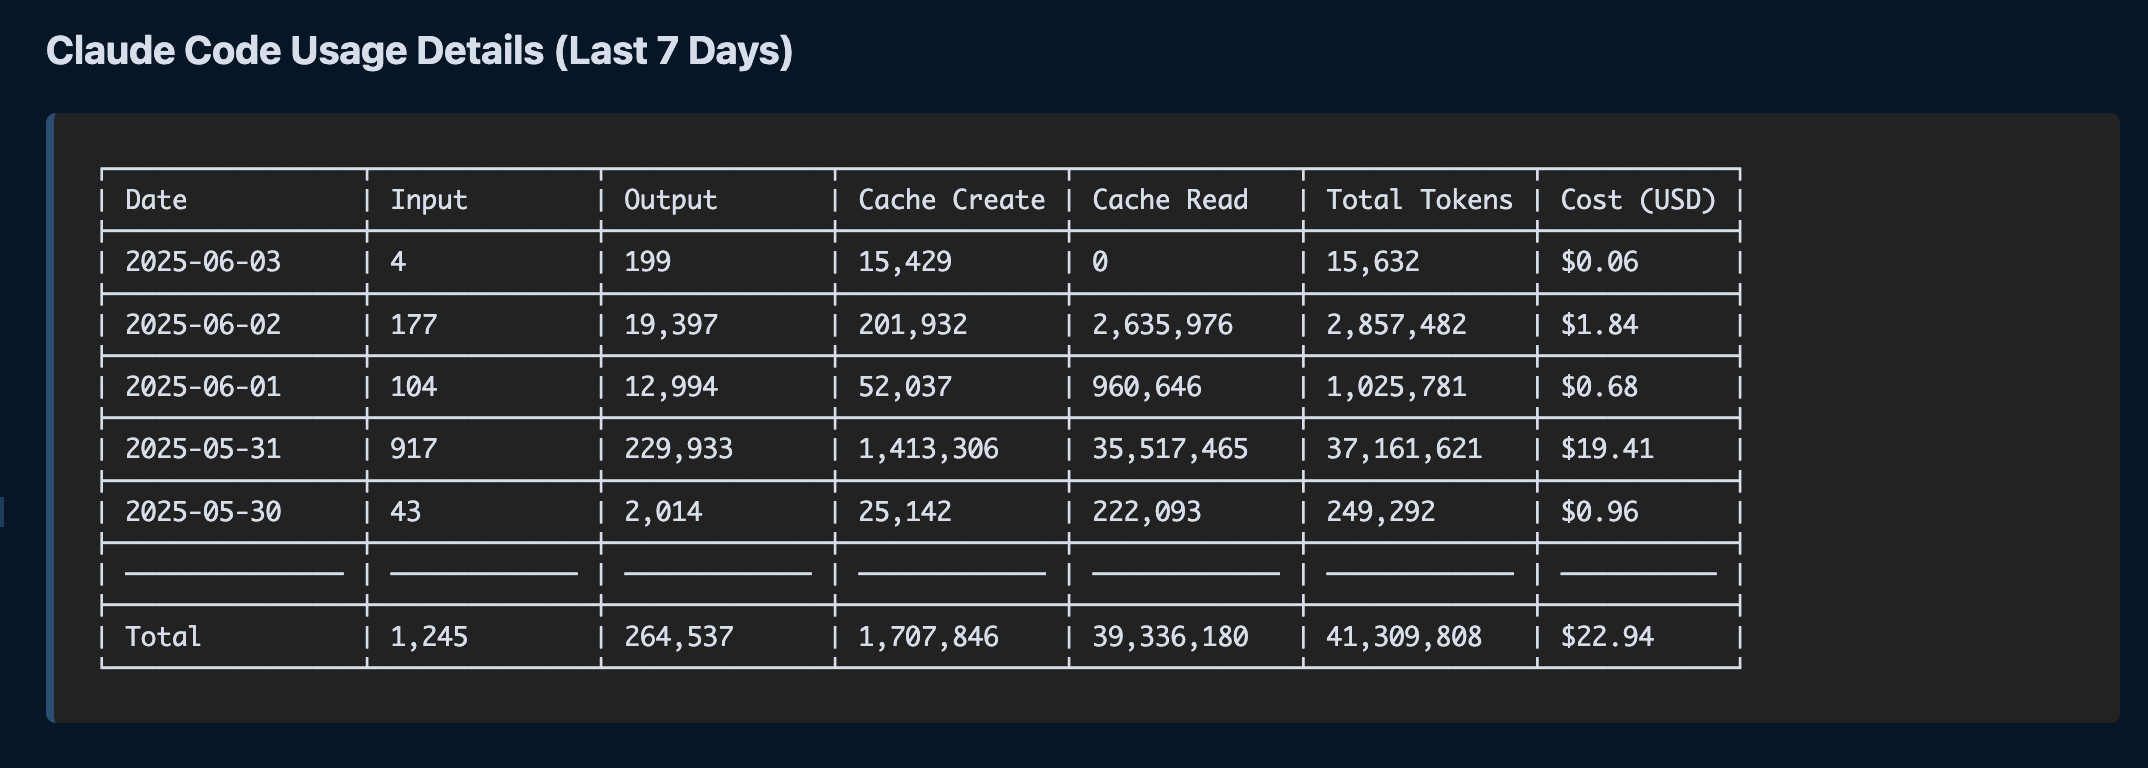 Claude Code Usage Details (Last 7 Days)
Date Input Output Cache Create Cache Read Total Tokens Cost (USD)
2025-06-03 4 199 15,429 0 15,632 $0.06
2025-06-02 177 19,397 201,932 2,635,976 2,857,482 $1.84
2025-06-01 104 12,994 52,037 960,646 1,025,781 $0.68
2025-05-31 917 229,933 1,413,306 35,517,465 37,161,621 $19.41
2025-05-30 43 2,014 25,142 222,093 249,292 $0.96
Total 1,245 264,537 1,707,846 39,336,180 41,309,808 $22.94